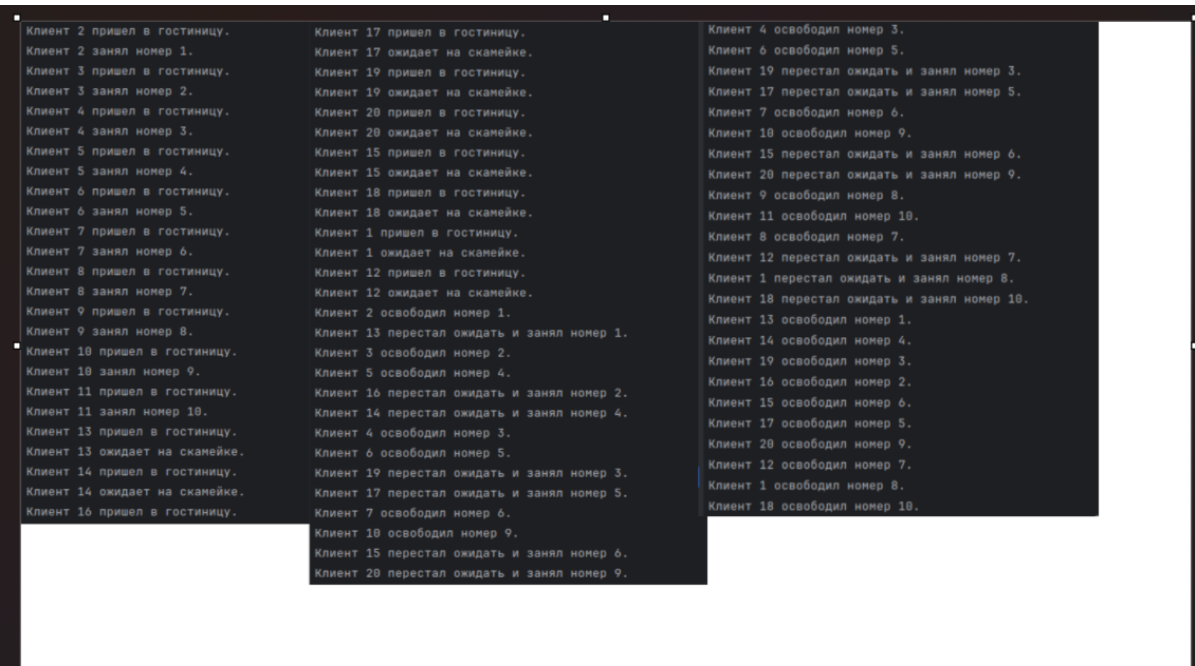 Клиент 2 пришел в гостиницу.
Клиент 2 занял номер 1.
Клиент 3 пришел в гостиницу.
Клиент 3 занял номер 2.
Клиент 4 пришел в гостиницу.
Клиент 4 занял номер 3.
Клиент 5 пришел в гостиницу.
Клиент 5 занял номер 4.
Клиент 6 пришел в гостиницу.
Клиент 6 занял номер 5.
Клиент 7 пришел в гостиницу.
Клиент 7 занял номер 6.
Клиент 8 пришел в гостиницу.
Клиент 8 занял номер 7.
Клиент 9 пришел в гостиницу.
Клиент 9 занял номер 8.
Клиент 10 пришел в гостиницу.
Клиент 10 занял номер 9.
Клиент 11 пришел в гостиницу.
Клиент 11 занял номер 10.
Клиент 13 пришел в гостиницу.
Клиент 13 ожидает на скамейке.
Клиент 14 пришел в гостиницу.
Клиент 14 ожидает на скамейке.
Клиент 16 пришел в гостиницу.
Клиент 17 пришел в гостиницу.
Клиент 17 ожидает на скамейке.
Клиент 19 пришел в гостиницу.
Клиент 19 ожидает на скамейке.
Клиент 20 пришел в гостиницу.
Клиент 20 ожидает на скамейке.
Клиент 15 пришел в гостиницу.
Клиент 15 ожидает на скамейке.
Клиент 18 пришел в гостиницу.
Клиент 18 ожидает на скамейке.
Клиент 1 пришел в гостиницу.
Клиент 1 ожидает на скамейке.
Клиент 12 пришел в гостиницу.
Клиент 12 ожидает на скамейке.
Клиент 2 освободил номер 1.
Клиент 13 перестал ожидать и занял номер 1.
Клиент 3 освободил номер 2.
Клиент 5 освободил номер 4.
Клиент 16 перестал ожидать и занял номер 2.
Клиент 14 перестал ожидать и занял номер 4.
Клиент 4 освободил номер 3.
Клиент 6 освободил номер 5.
Клиент 19 перестал ожидать и занял номер 3.
Клиент 17 перестал ожидать и занял номер 5.
Клиент 7 освободил номер 6.
Клиент 10 освободил номер 9.
Клиент 15 перестал ожидать и занял номер 6.
Клиент 20 перестал ожидать и занял номер 9.
Клиент 4 освободил номер 3.
Клиент 6 освободил номер 5.
Клиент 19 перестал ожидать и занял номер 3.
Клиент 17 перестал ожидать и занял номер 5.
Клиент 7 освободил номер 6.
Клиент 10 освободил номер 9.
Клиент 15 перестал ожидать и занял номер 6.
Клиент 20 перестал ожидать и занял номер 9.
Клиент 9 освободил номер 8.
Клиент 11 освободил номер 10.
Клиент 8 освободил номер 7.
Клиент 12 перестал ожидать и занял номер 7.
Клиент 1 перестал ожидать и занял номер 8.
Клиент 18 перестал ожидать и занял номер 10.
Клиент 13 освободил номер 1.
Клиент 14 освободил номер 4.
Клиент 19 освободил номер 3.
Клиент 16 освободил номер 2.
Клиент 15 освободил номер 6.
Клиент 17 освободил номер 5.
Клиент 20 освободил номер 9.
Клиент 12 освободил номер 7.
Клиент 1 освободил номер 8.
Клиент 18 освободил номер 10.